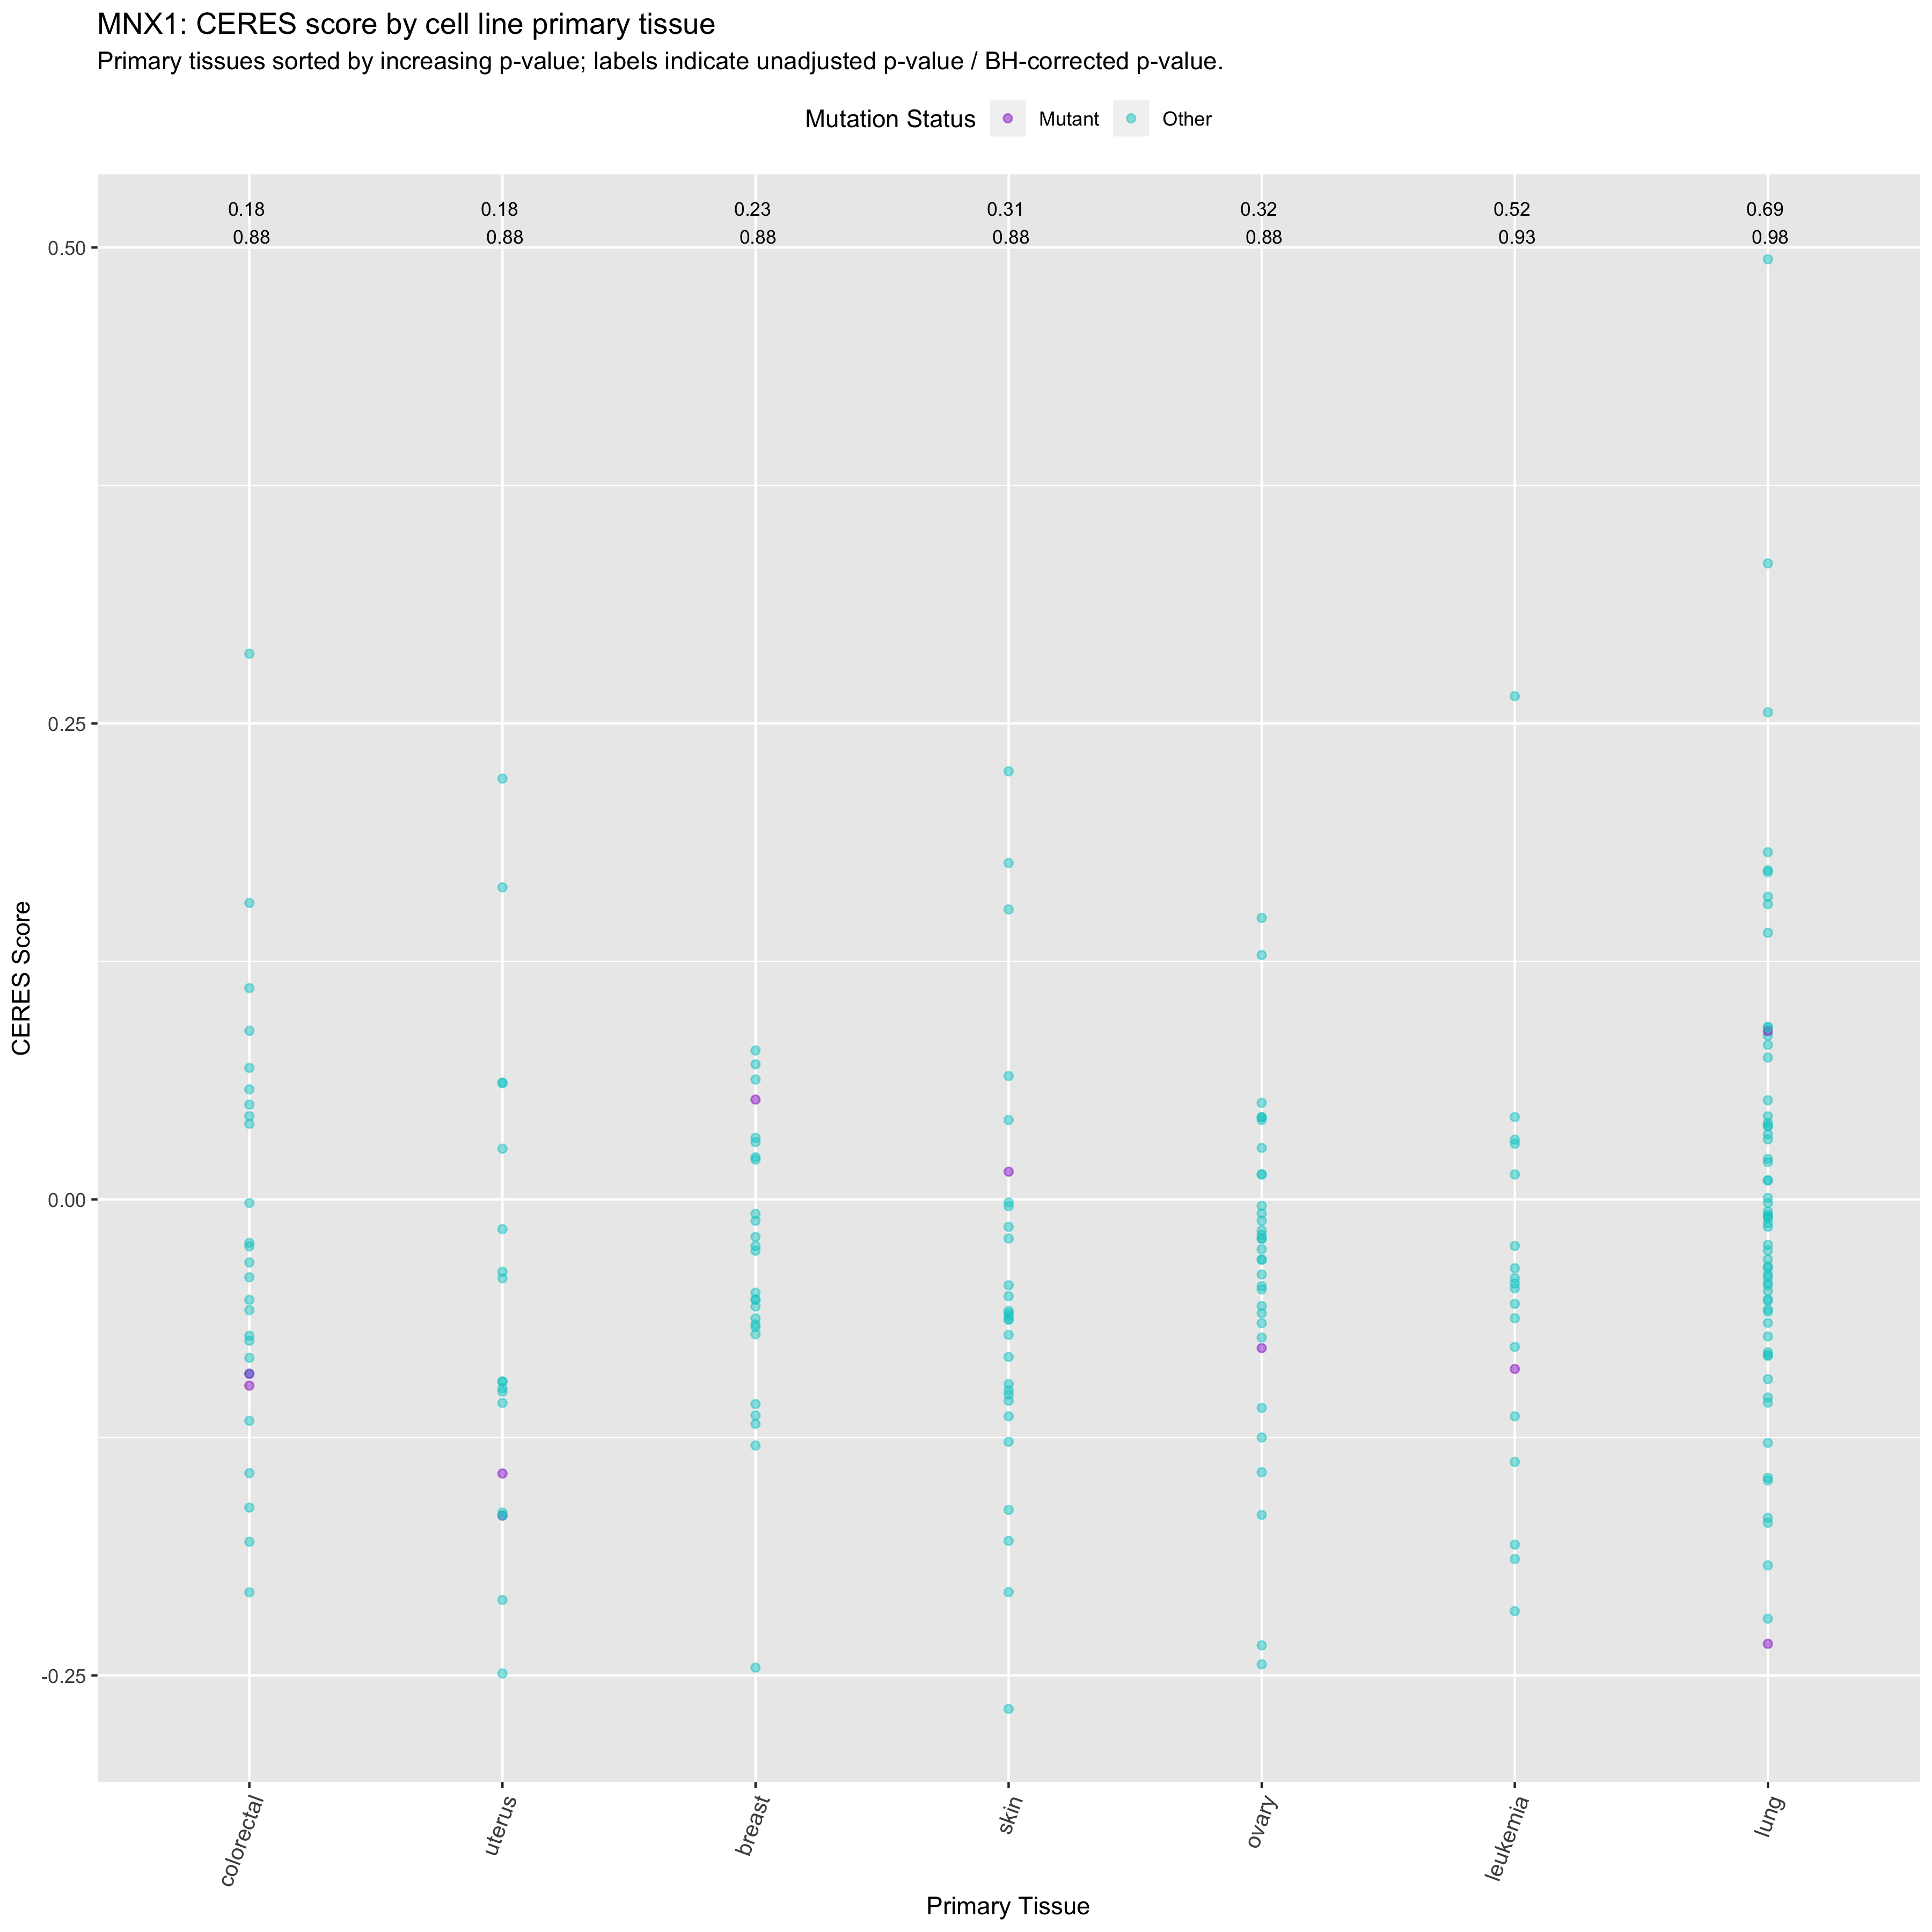 MNX1: CERES score by cell line primary tissue
Primary tissues sorted by increasing p-value; labels indicate unadjusted p-value / BH-corrected p-value.
Mutation Status Mutant Other
0.18 0.18 0.23 0.31 0.32 0.52 0.69
0.88 0.88 0.88 0.88 0.88 0.93 0.98
0.50
0.25
0.00
-0.25
CERES Score
colorectal uterus breast skin ovary leukemia lung
Primary Tissue